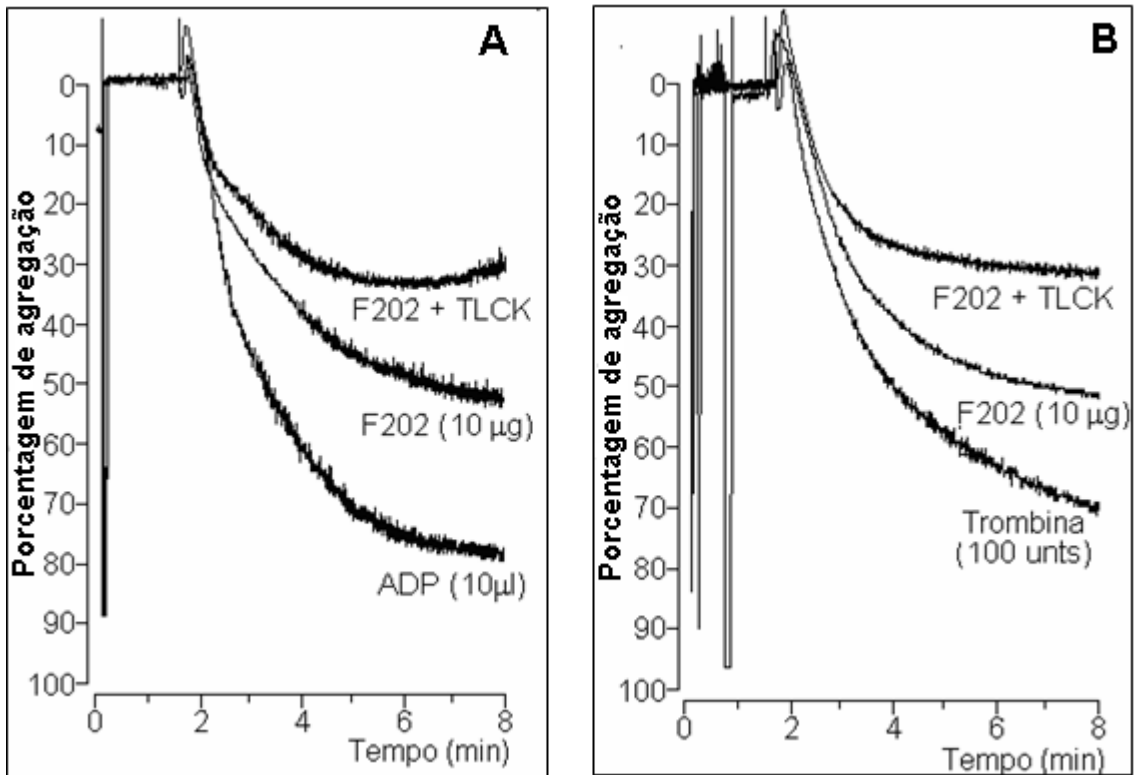 A
Porcentagem de agregação
0
10
20
30
40
50
60
70
80
90
100
F202 + TLCK
F202 (10 µg)
ADP (10µl)
0 2 4 6 8
Tempo (min)
B
Porcentagem de agregação
0
10
20
30
40
50
60
70
80
90
100
F202 + TLCK
F202 (10 µg)
Trombina
(100 unts)
0 2 4 6 8
Tempo (min)